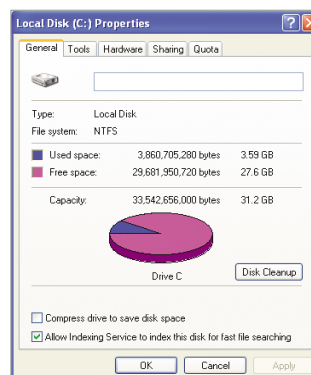 Local Disk (C:) Properties
General Tools Hardware Sharing Quota
Type: Local Disk
File system: NTFS
Used space: 3,860,705,280 bytes 3.59 GB
Free space: 29,681,950,720 bytes 27.6 GB
Capacity: 33,542,656,000 bytes 31.2 GB
Drive C
Disk Cleanup
Compress drive to save disk space
Allow Indexing Service to index this disk for fast file searching
OK Cancel Apply